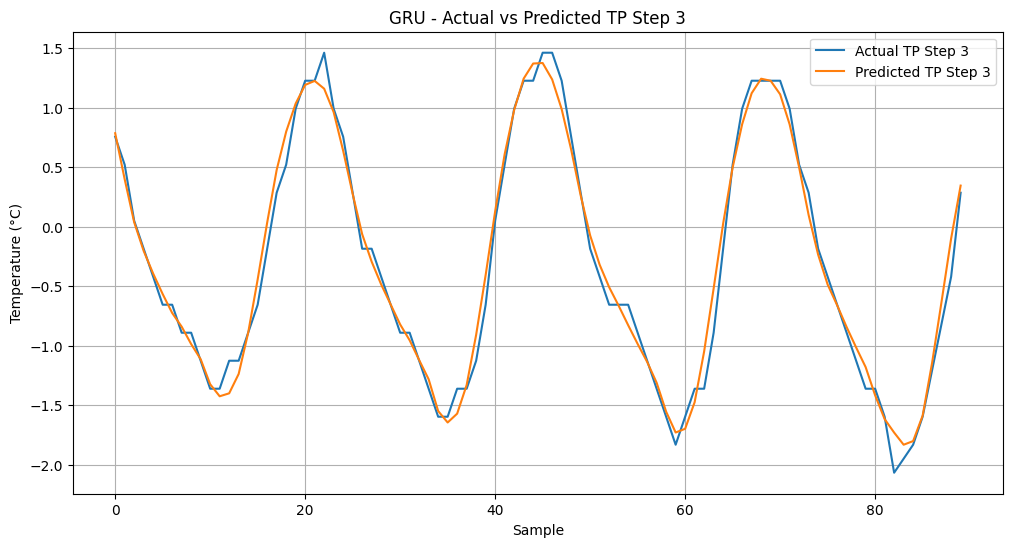 GRU - Actual vs Predicted TP Step 3
Actual TP Step 3
Predicted TP Step 3
Temperature (°C)
1.5
1.0
0.5
0.0
−0.5
−1.0
−1.5
−2.0
0
20
40
60
80
Sample